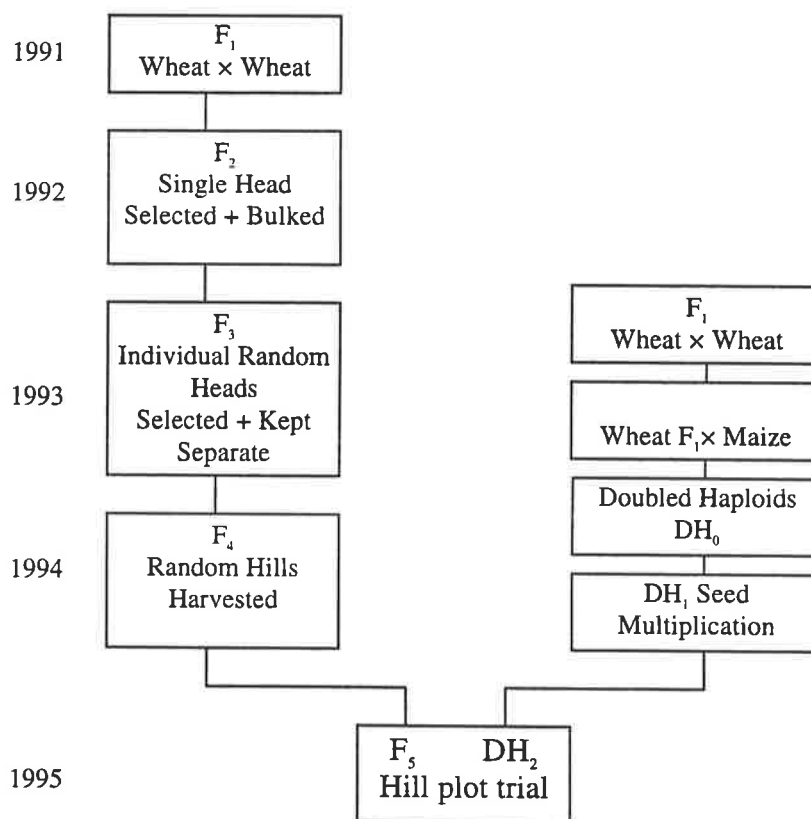 1991
F₁
Wheat × Wheat
1992
F₂
Single Head
Selected + Bulked
1993
F₃
Individual Random
Heads
Selected + Kept
Separate
F₁
Wheat × Wheat
Wheat F₁ × Maize
1994
F₄
Random Hills
Harvested
Doubled Haploids
DH₀
DH₁ Seed
Multiplication
1995
F₅ DH₂
Hill plot trial